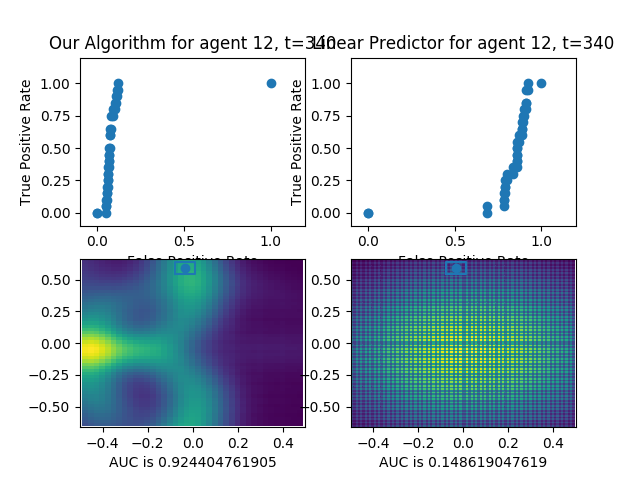 Our Algorithm for agent 12, t=340
Linear Predictor for agent 12, t=340
True Positive Rate
1.00
0.75
0.50
0.25
0.00
0.0 0.5 1.0
False Positive Rate
True Positive Rate
1.00
0.75
0.50
0.25
0.00
0.0 0.5 1.0
False Positive Rate
0.50
0.25
0.00
−0.25
−0.50
−0.4 −0.2 0.0 0.2 0.4
AUC is 0.924404761905
0.50
0.25
0.00
−0.25
−0.50
−0.4 −0.2 0.0 0.2 0.4
AUC is 0.148619047619